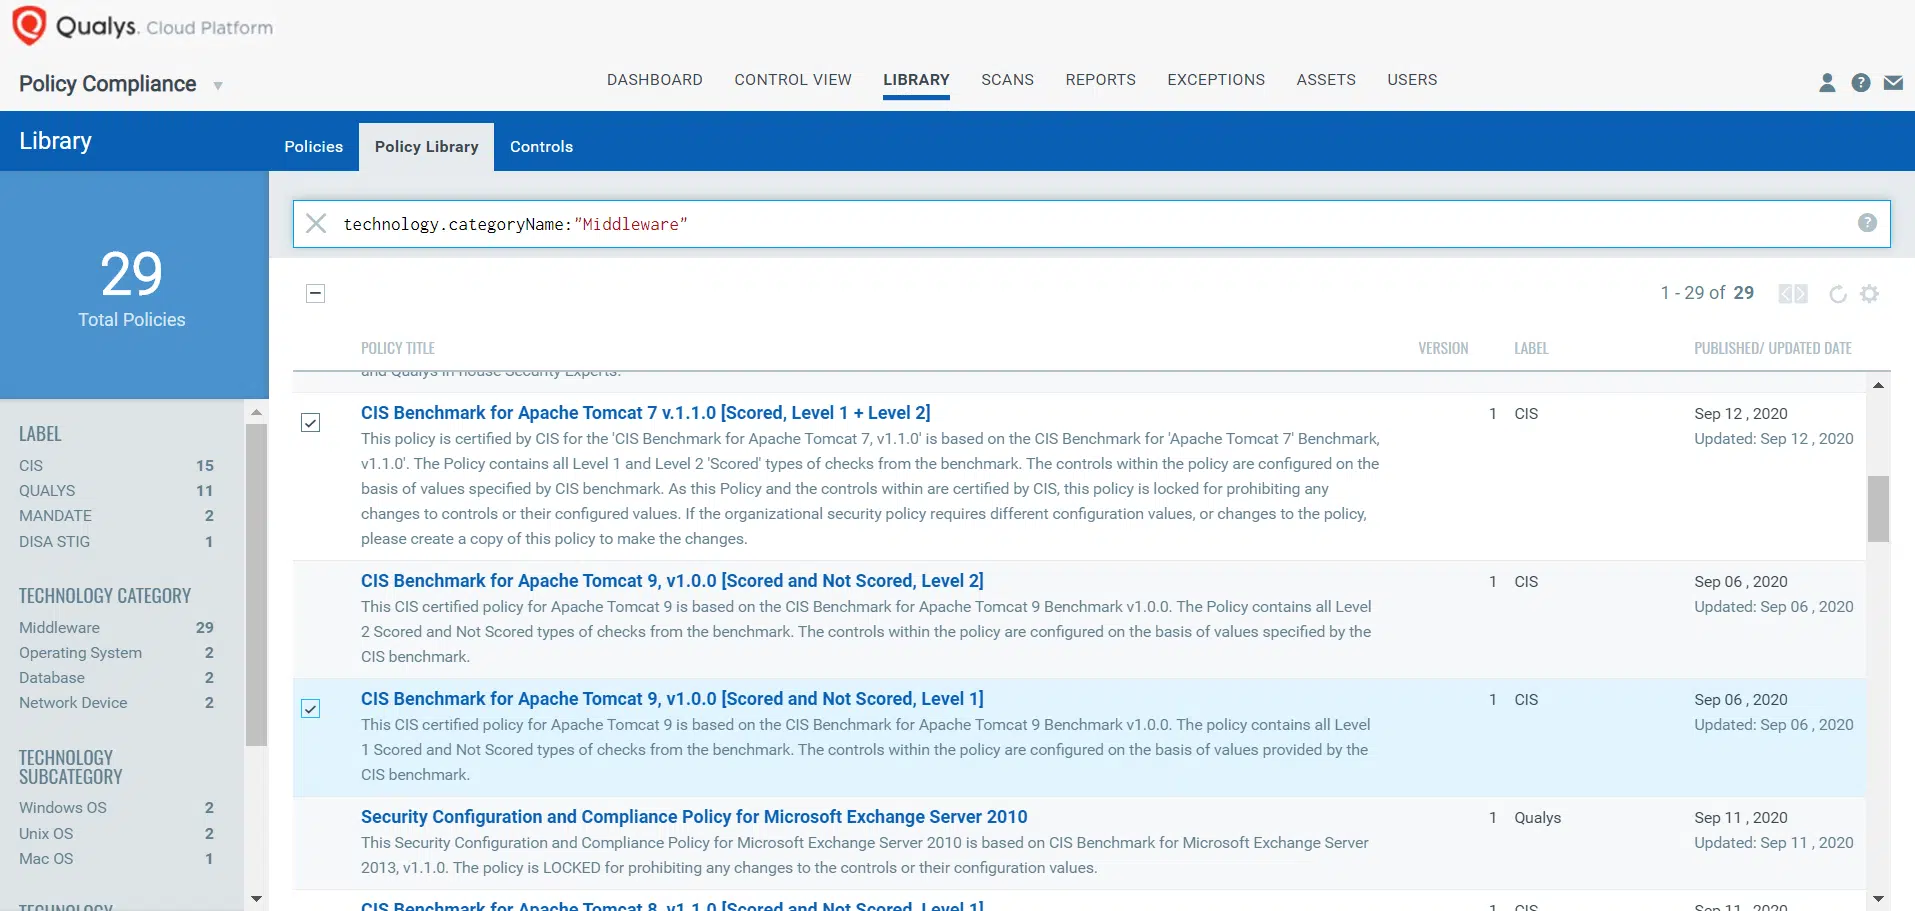 Qualys. Cloud Platform
Policy Compliance
DASHBOARD CONTROL VIEW LIBRARY SCANS REPORTS EXCEPTIONS ASSETS USERS
Library
Policies Policy Library Controls
29
Total Policies
technology.categoryName:"Middleware"
1 - 29 of 29
POLICY TITLE VERSION LABEL PUBLISHED/ UPDATED DATE
and Qualys in house Security Experts.
CIS Benchmark for Apache Tomcat 7 v.1.1.0 [Scored, Level 1 + Level 2] 1 CIS Sep 12 , 2020
This policy is certified by CIS for the 'CIS Benchmark for Apache Tomcat 7, v1.1.0' is based on the CIS Benchmark for 'Apache Tomcat 7' Benchmark, Updated: Sep 12 , 2020
v1.1.0'. The Policy contains all Level 1 and Level 2 'Scored' types of checks from the benchmark. The controls within the policy are configured on the
basis of values specified by CIS benchmark. As this Policy and the controls within are certified by CIS, this policy is locked for prohibiting any
changes to controls or their configured values. If the organizational security policy requires different configuration values, or changes to the policy,
please create a copy of this policy to make the changes.
CIS Benchmark for Apache Tomcat 9, v1.0.0 [Scored and Not Scored, Level 2] 1 CIS Sep 06 , 2020
This CIS certified policy for Apache Tomcat 9 is based on the CIS Benchmark for Apache Tomcat 9 Benchmark v1.0.0. The Policy contains all Level Updated: Sep 06 , 2020
2 Scored and Not Scored types of checks from the benchmark. The controls within the policy are configured on the basis of values specified by the
CIS benchmark.
CIS Benchmark for Apache Tomcat 9, v1.0.0 [Scored and Not Scored, Level 1] 1 CIS Sep 06 , 2020
This CIS certified policy for Apache Tomcat 9 is based on the CIS Benchmark for Apache Tomcat 9 Benchmark v1.0.0. The policy contains all Level Updated: Sep 06 , 2020
1 Scored and Not Scored types of checks from the benchmark. The controls within the policy are configured on the basis of values provided by the
CIS benchmark.
Security Configuration and Compliance Policy for Microsoft Exchange Server 2010 1 Qualys Sep 11 , 2020
This Security Configuration and Compliance Policy for Microsoft Exchange Server 2010 is based on CIS Benchmark for Microsoft Exchange Server Updated: Sep 11 , 2020
2013, v1.1.0. The policy is LOCKED for prohibiting any changes to the controls or their configuration values.
CIS Benchmark for Apache Tomcat 8, v1.1.0 [Scored and Not Scored, Level 1] 1 CIS Sep 11 , 2020
LABEL
CIS 15
QUALYS 11
MANDATE 2
DISA STIG 1
TECHNOLOGY CATEGORY
Middleware 29
Operating System 2
Database 2
Network Device 2
TECHNOLOGY
SUBCATEGORY
Windows OS 2
Unix OS 2
Mac OS 1
TECHNOLOGY